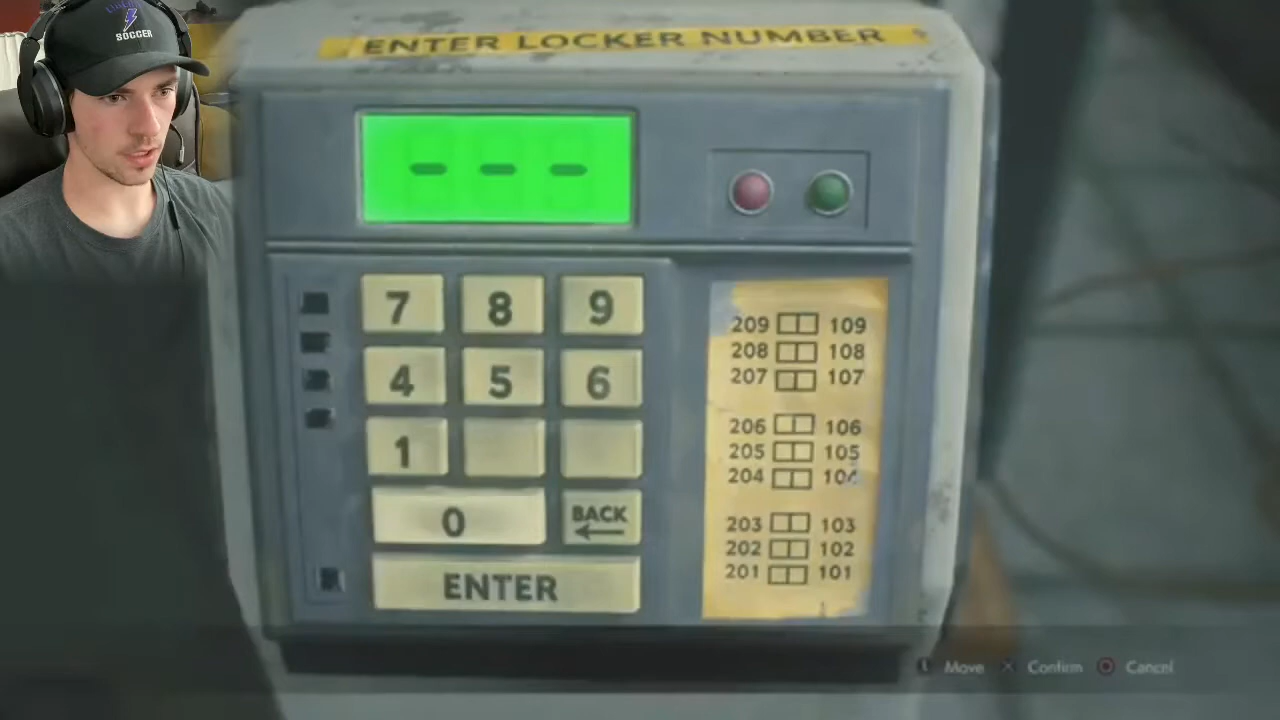 SOCCER
ENTER LOCKER NUMBER
- - -
7 8 9
4 5 6
1
0 BACK
ENTER
209 109
208 108
207 107
206 106
205 105
204 104
203 103
202 102
201 101
L Move X Confirm O Cancel